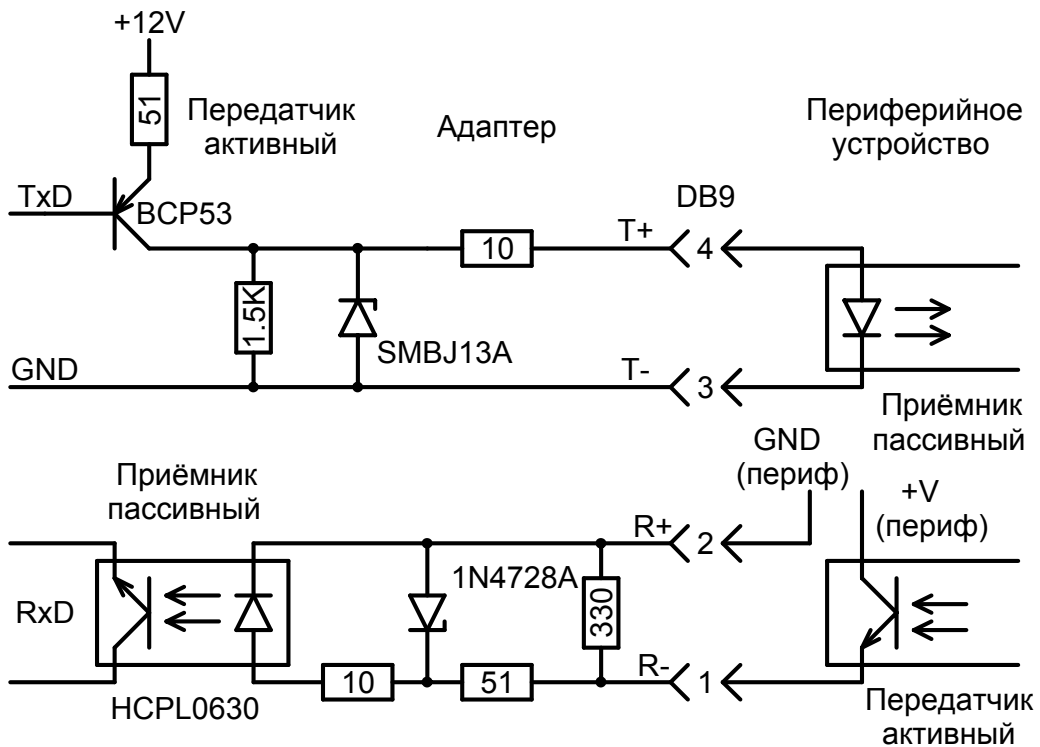 +12V
51
Передатчик
активный
Адаптер
Периферийное
устройство
TxD
BCP53
DB9
T+
4
10
1.5K
SMBJ13A
GND
T-
3
Приёмник
пассивный
GND
(периф)
+V
(периф)
Приёмник
пассивный
R+
2
1N4728A
330
RxD
10
51
R-
1
HCPL0630
Передатчик
активный